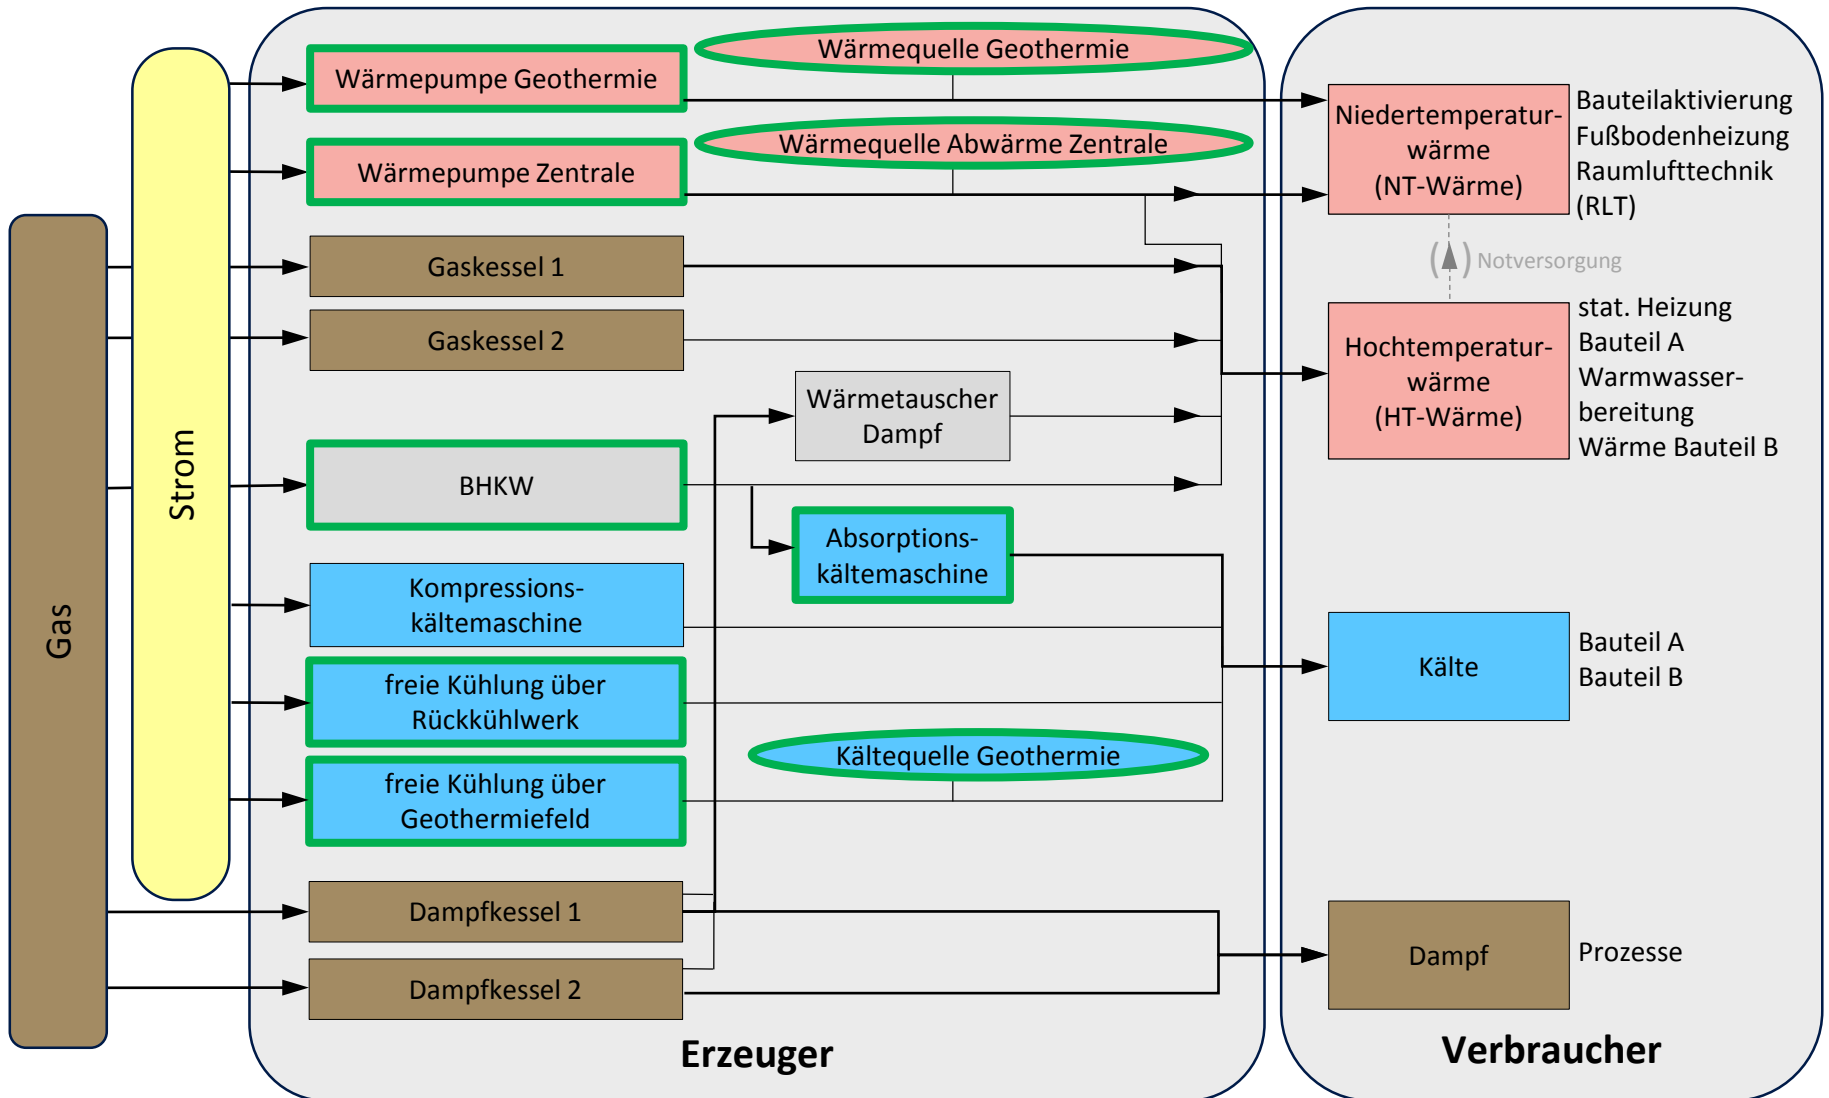 Gas
Strom
Wärmepumpe Geothermie
Wärmequelle Geothermie
Wärmepumpe Zentrale
Wärmequelle Abwärme Zentrale
Gaskessel 1
Gaskessel 2
Wärmetauscher
Dampf
BHKW
Absorptions-
kältemaschine
Kompressions-
kältemaschine
freie Kühlung über
Rückkühlwerk
Kältequelle Geothermie
freie Kühlung über
Geothermiefeld
Dampfkessel 1
Dampfkessel 2
Erzeuger
Niedertemperatur-
wärme
(NT-Wärme)
Bauteilaktivierung
Fußbodenheizung
Raumlufttechnik
(RLT)
( ) Notversorgung
Hochtemperatur-
wärme
(HT-Wärme)
stat. Heizung
Bauteil A
Warmwasser-
bereitung
Wärme Bauteil B
Kälte
Bauteil A
Bauteil B
Dampf
Prozesse
Verbraucher